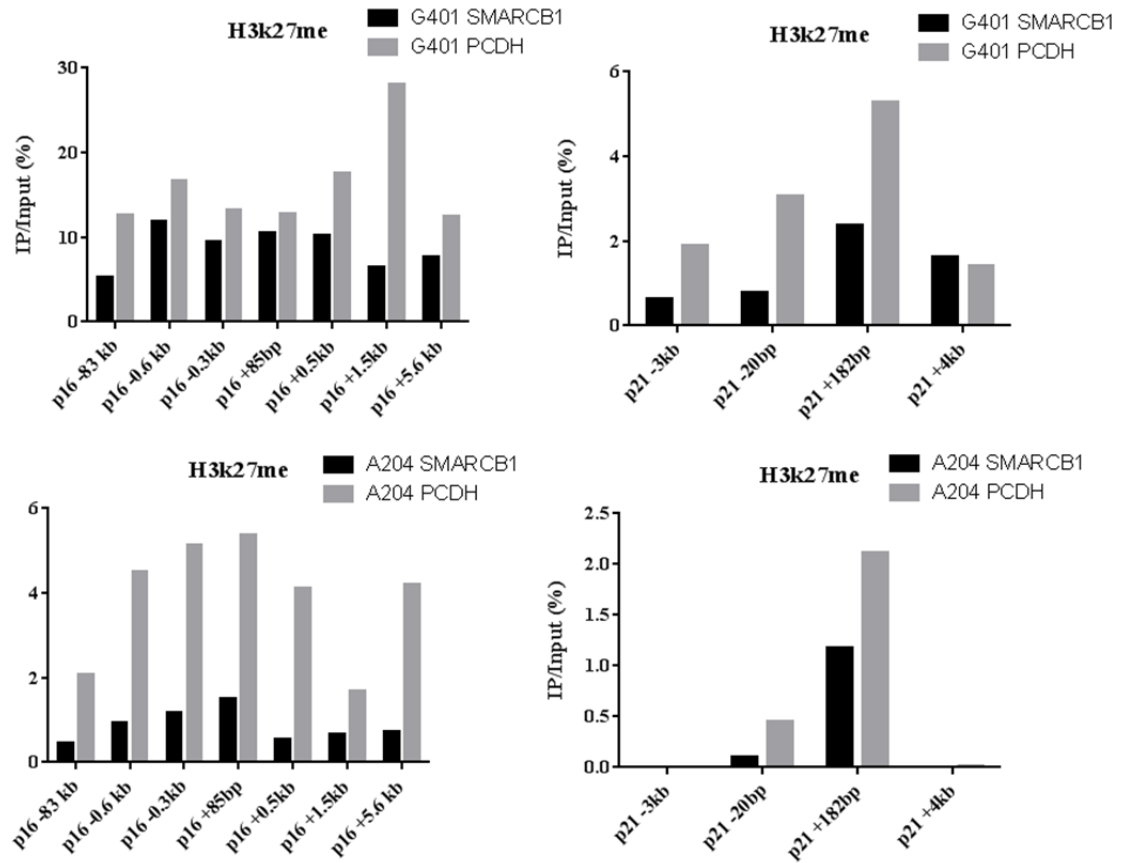 H3k27me
G401 SMARCB1
G401 PCDH
IP/Input (%)
30
20
10
0
p16 -83 kb
p16 -0.6 kb
p16 -0.3kb
p16 +85bp
p16 +0.5kb
p16 +1.5kb
p16 +5.6 kb
H3k27me
G401 SMARCB1
G401 PCDH
IP/Input (%)
6
4
2
0
p21 -3kb
p21 -20bp
p21 +182bp
p21 +4kb
H3k27me
A204 SMARCB1
A204 PCDH
6
4
2
0
p16 -83 kb
p16 -0.6 kb
p16 -0.3kb
p16 +85bp
p16 +0.5kb
p16 +1.5kb
p16 +5.6 kb
H3k27me
A204 SMARCB1
A204 PCDH
IP/Input (%)
2.5
2.0
1.5
1.0
0.5
0.0
p21 -3kb
p21 -20bp
p21 +182bp
p21 +4kb